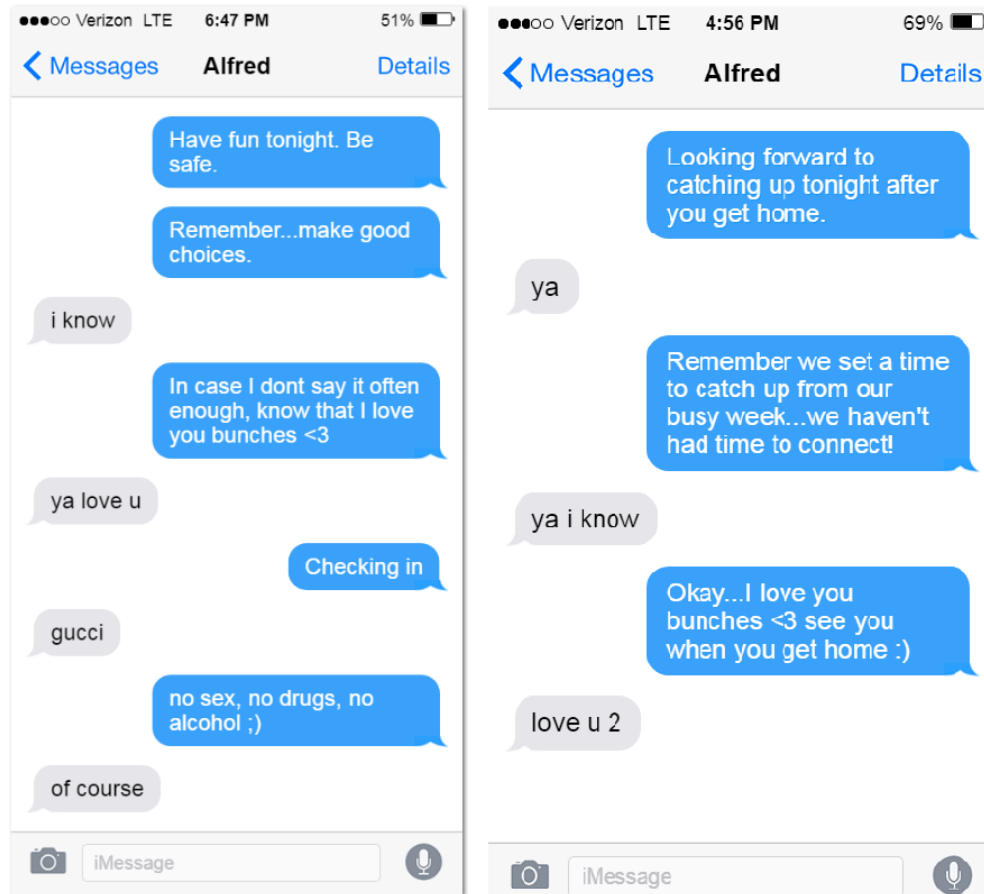 ●●●○○ Verizon LTE 6:47 PM 51%
Messages Alfred Details
Have fun tonight. Be
safe.
Remember...make good
choices.
i know
In case I dont say it often
enough, know that I love
you bunches <3
ya love u
Checking in
gucci
no sex, no drugs, no
alcohol ;)
of course
iMessage
●●●○○ Verizon LTE 4:56 PM 69%
Messages Alfred Details
Looking forward to
catching up tonight after
you get home.
ya
Remember we set a time
to catch up from our
busy week...we haven't
had time to connect!
ya i know
Okay...I love you
bunches <3 see you
when you get home :)
love u 2
iMessage